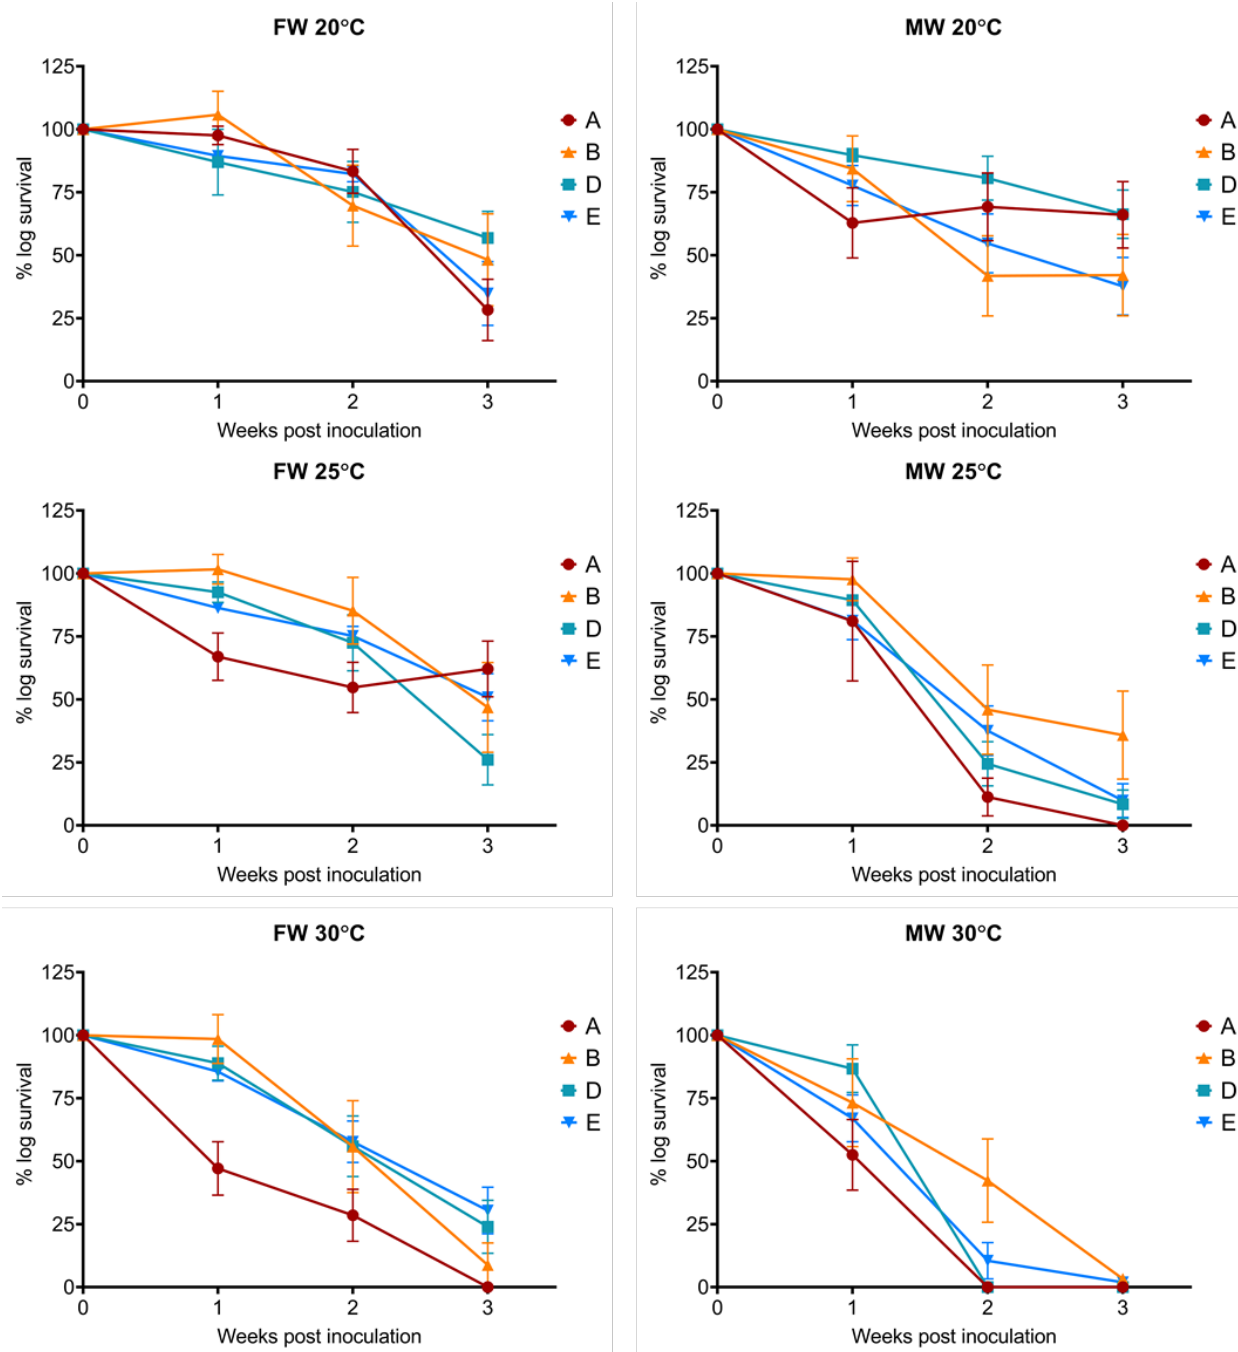 FW 20°C
125
100
75
50
25
0
% log survival
0 1 2 3
Weeks post inoculation
A
B
D
E
MW 20°C
125
100
75
50
25
0
% log survival
0 1 2 3
Weeks post inoculation
A
B
D
E
FW 25°C
125
100
75
50
25
0
% log survival
0 1 2 3
Weeks post inoculation
A
B
D
E
MW 25°C
125
100
75
50
25
0
% log survival
0 1 2 3
Weeks post inoculation
A
B
D
E
FW 30°C
125
100
75
50
25
0
% log survival
0 1 2 3
Weeks post inoculation
A
B
D
E
MW 30°C
125
100
75
50
25
0
% log survival
0 1 2 3
Weeks post inoculation
A
B
D
E